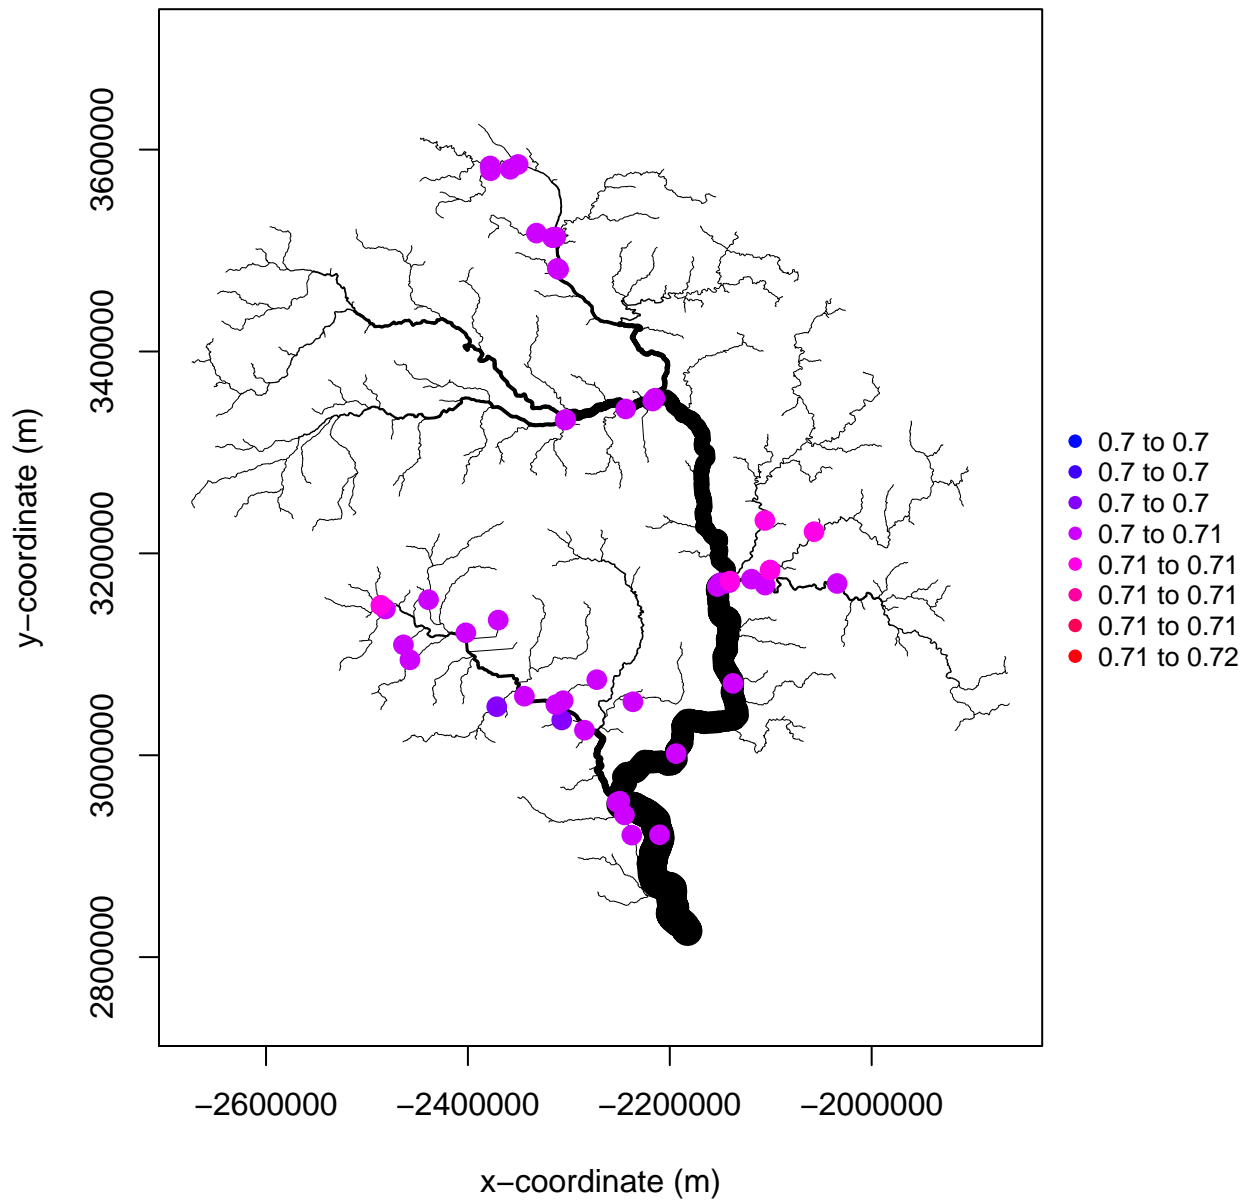 y−coordinate (m)
3600000
3400000
3200000
3000000
2800000
−2600000
−2400000
−2200000
−2000000
x−coordinate (m)
0.7 to 0.7
0.7 to 0.7
0.7 to 0.7
0.7 to 0.71
0.71 to 0.71
0.71 to 0.71
0.71 to 0.71
0.71 to 0.72